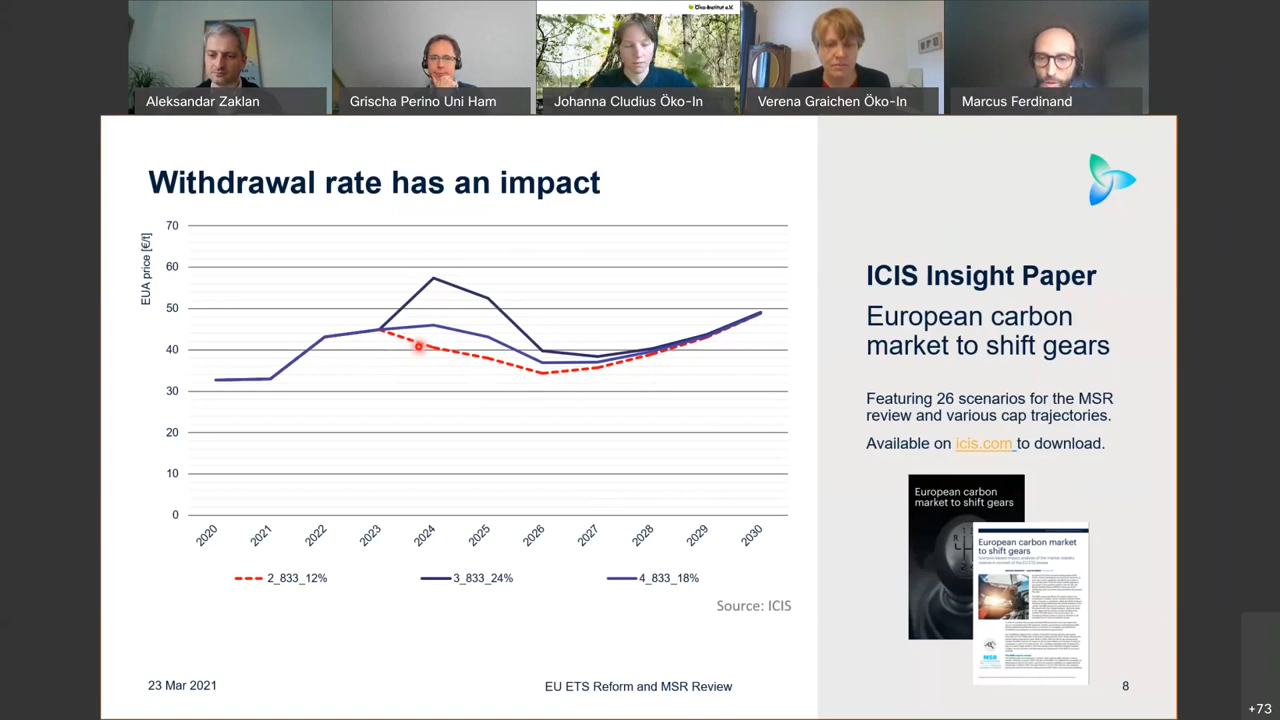 Öko-Institut e.V.
Aleksandar Zaklan
Grischa Perino Uni Ham
Johanna Cludius Öko-In
Verena Graichen Öko-In
Marcus Ferdinand
Withdrawal rate has an impact
EUA price [€/t]
70
60
50
40
30
20
10
0
2020
2021
2022
2023
2024
2025
2026
2027
2028
2029
2030
2_833_12%
3_833_24%
4_833_18%
Source: ICIS
ICIS Insight Paper
European carbon
market to shift gears
Featuring 26 scenarios for the MSR
review and various cap trajectories.
Available on icis.com to download.
European carbon
market to shift gears
European carbon market
to shift gears
MSR
23 Mar 2021
EU ETS Reform and MSR Review
8
+73